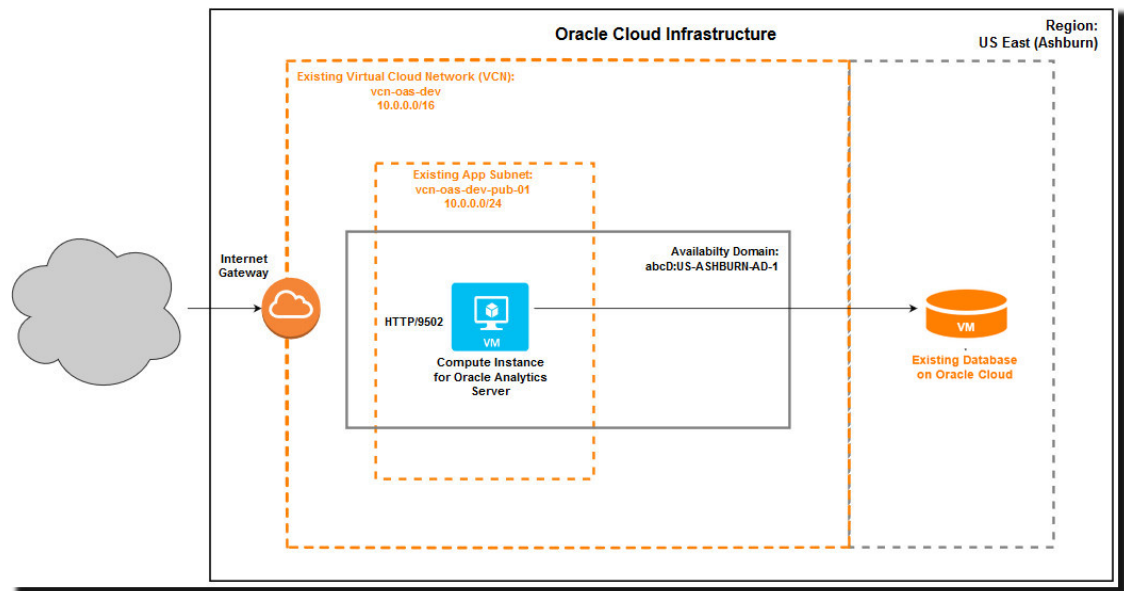 Oracle Cloud Infrastructure
Region:
US East (Ashburn)
Existing Virtual Cloud Network (VCN):
vcn-oas-dev
10.0.0.0/16
Existing App Subnet:
vcn-oas-dev-pub-01
10.0.0.0/24
Availabilty Domain:
abcD:US-ASHBURN-AD-1
Internet
Gateway
HTTP/9502
VM
Compute Instance
for Oracle Analytics
Server
VM
Existing Database
on Oracle Cloud